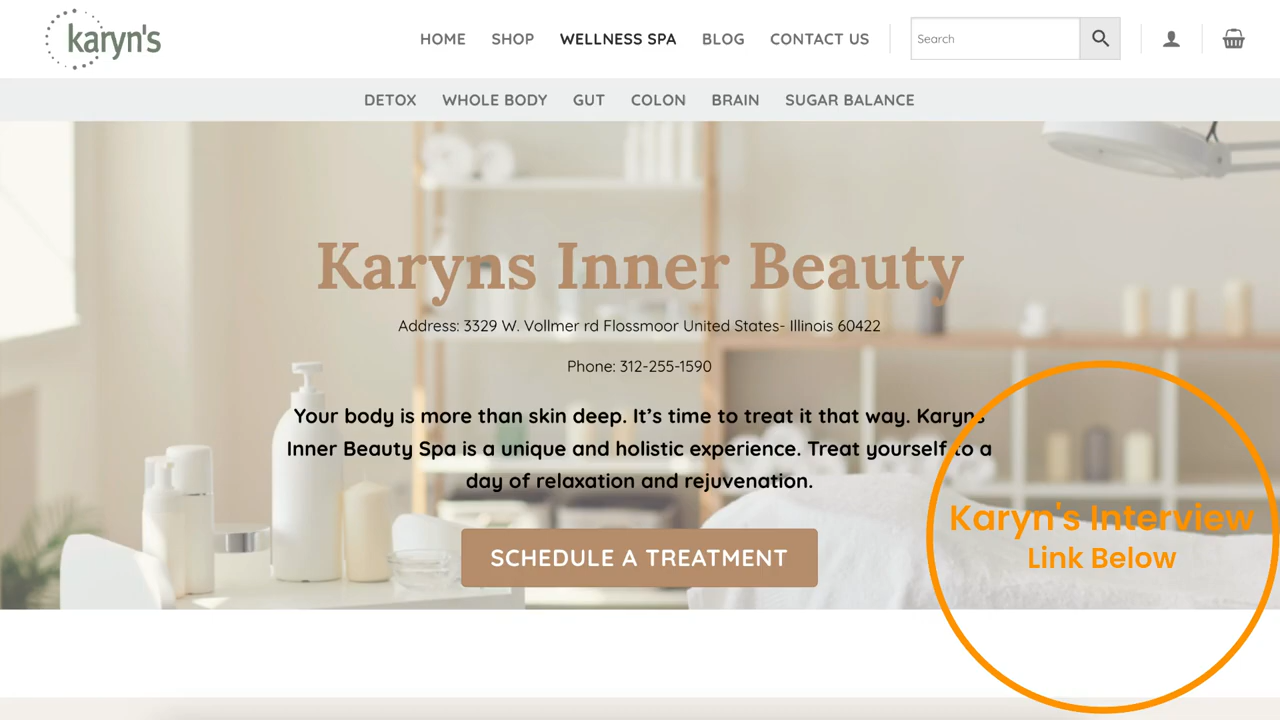 karyn's
HOME SHOP WELLNESS SPA BLOG CONTACT US Search
DETOX WHOLE BODY GUT COLON BRAIN SUGAR BALANCE
Karyns Inner Beauty
Address: 3329 W. Vollmer rd Flossmoor United States- Illinois 60422
Phone: 312-255-1590
Your body is more than skin deep. It’s time to treat it that way. Karyns
Inner Beauty Spa is a unique and holistic experience. Treat yourself to a
day of relaxation and rejuvenation.
SCHEDULE A TREATMENT
Karyn's Interview
Link Below